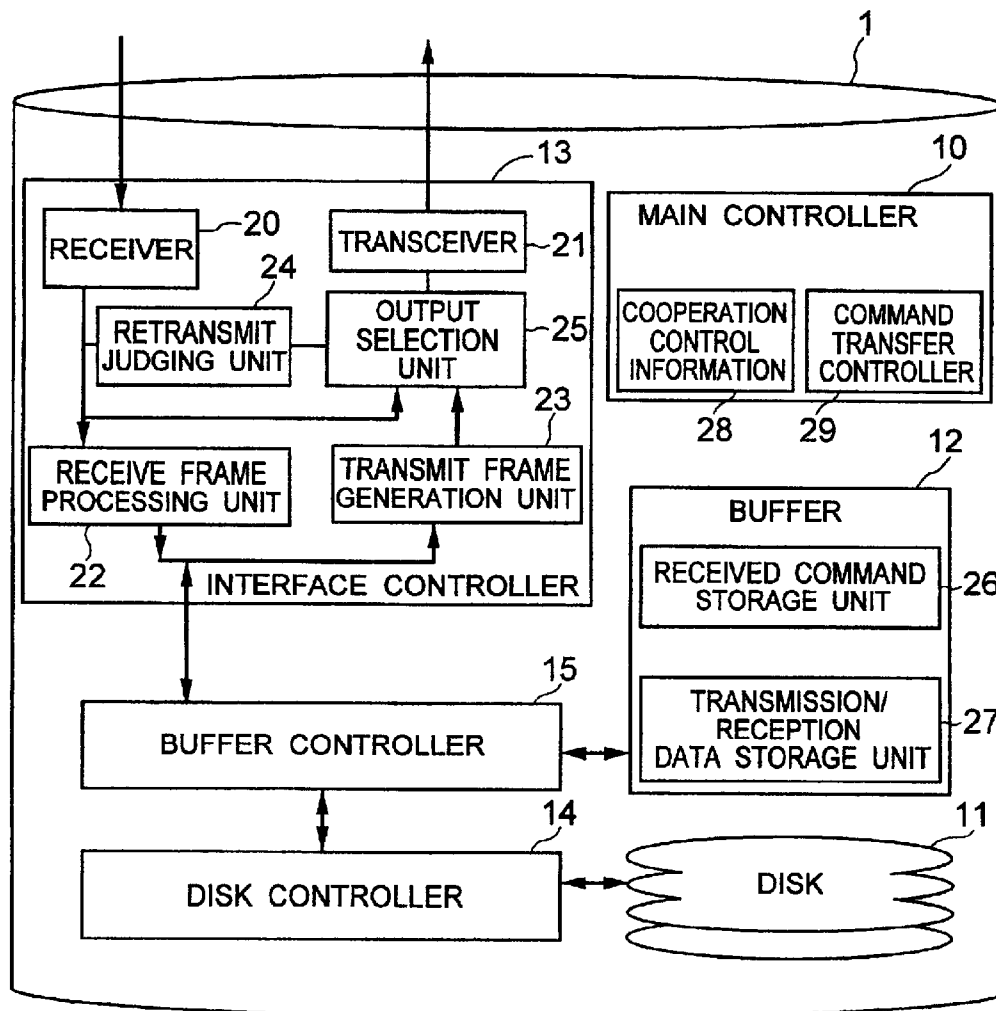 1
13
10
RECEIVER
20
TRANSCEIVER
21
MAIN CONTROLLER
24
RETRANSMIT
JUDGING UNIT
OUTPUT
SELECTION
UNIT
25
COOPERATION
CONTROL
INFORMATION
28
COMMAND
TRANSFER
CONTROLLER
29
23
RECEIVE FRAME
PROCESSING UNIT
22
TRANSMIT FRAME
GENERATION UNIT
INTERFACE CONTROLLER
12
BUFFER
RECEIVED COMMAND
STORAGE UNIT
26
TRANSMISSION/
RECEPTION
DATA STORAGE UNIT
27
15
BUFFER CONTROLLER
14
DISK CONTROLLER
11
DISK